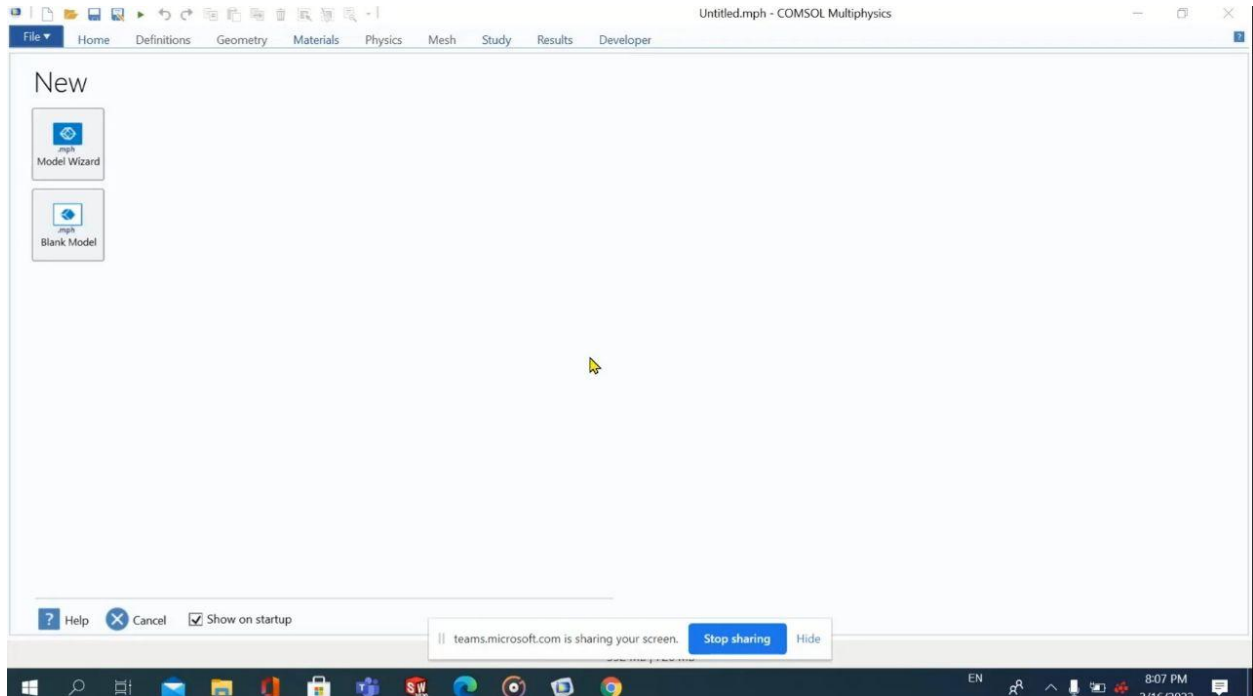 Untitled.mph - COMSOL Multiphysics
File Home Definitions Geometry Materials Physics Mesh Study Results Developer
New
.mph
Model Wizard
.mph
Blank Model
? Help Cancel Show on startup
teams.microsoft.com is sharing your screen. Stop sharing Hide
EN
8:07 PM